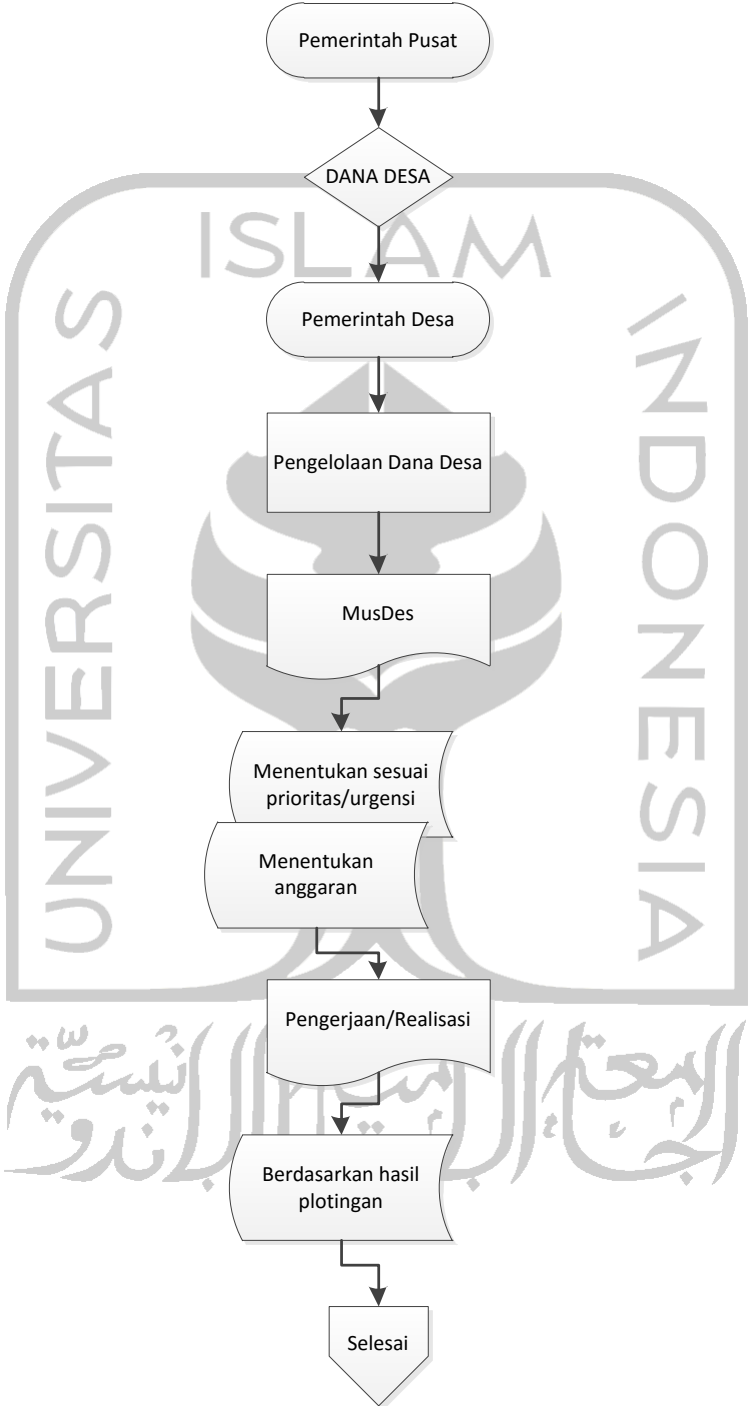 Pemerintah Pusat
DANA DESA
UNIVERSITAS
ISLAM
INDONESIA
Pemerintah Desa
Pengelolaan Dana Desa
MusDes
Menentukan sesuai
prioritas/urgensi
Menentukan
anggaran
Pengerjaan/Realisasi
Berdasarkan hasil
plotingan
Selesai